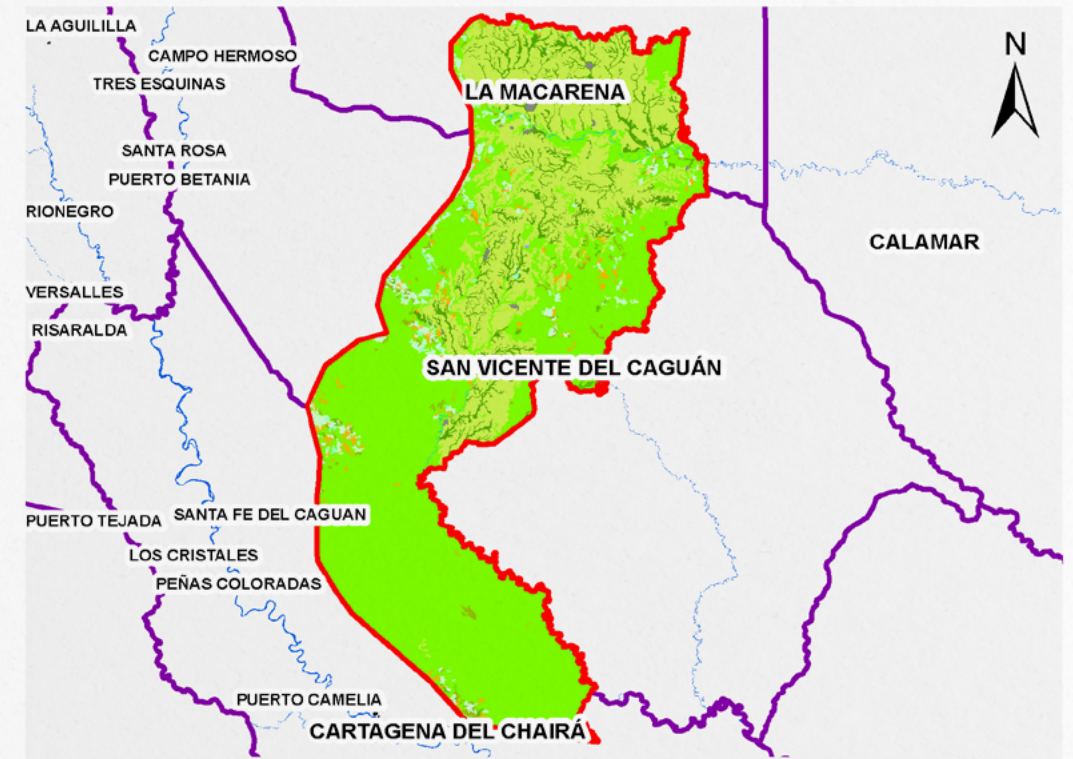 LA AGUILILLA
N
CAMPO HERMOSO
TRES ESQUINAS
LA MACARENA
SANTA ROSA
PUERTO BETANIA
RIONEGRO
CALAMAR
VERSALLES
RISARALDA
SAN VICENTE DEL CAGUÁN
SANTA FE DEL CAGUAN
PUERTO TEJADA
LOS CRISTALES
PEÑAS COLORADAS
PUERTO CAMELIA
CARTAGENA DEL CHAIRÁ